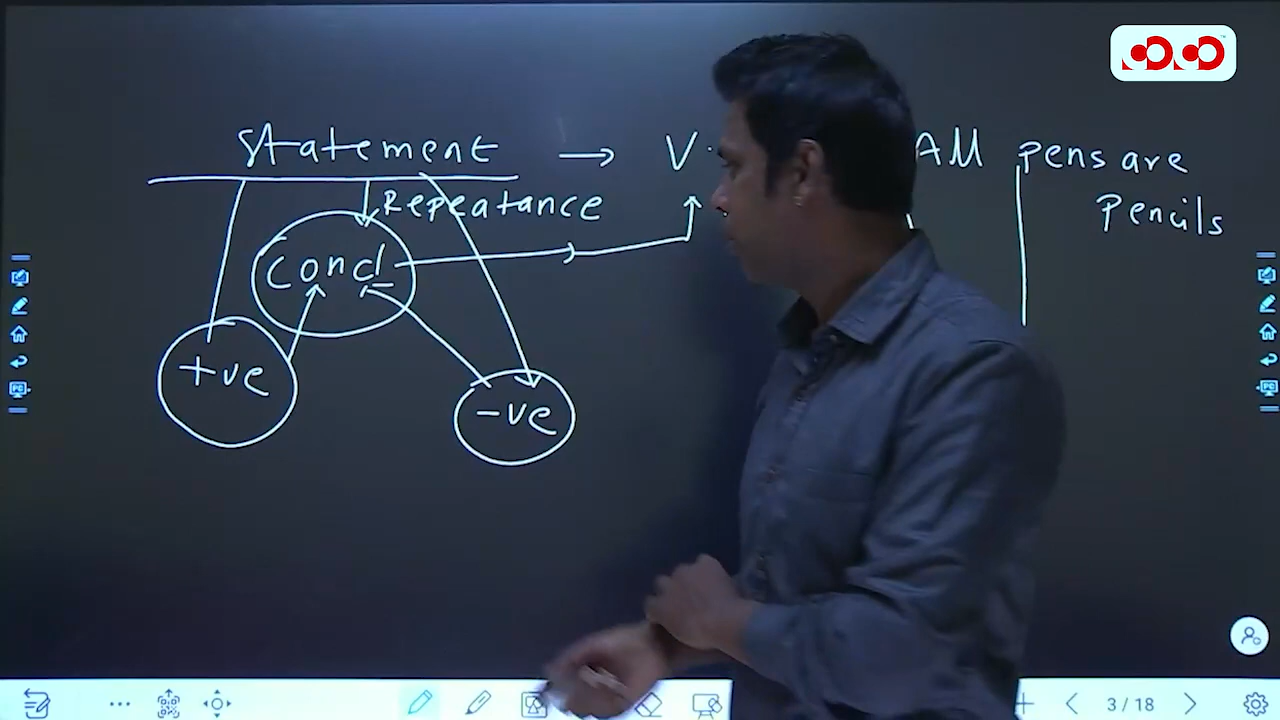 Statement → V. All pens are
Repeatance pencils
concl
+ve
-ve
3 / 18